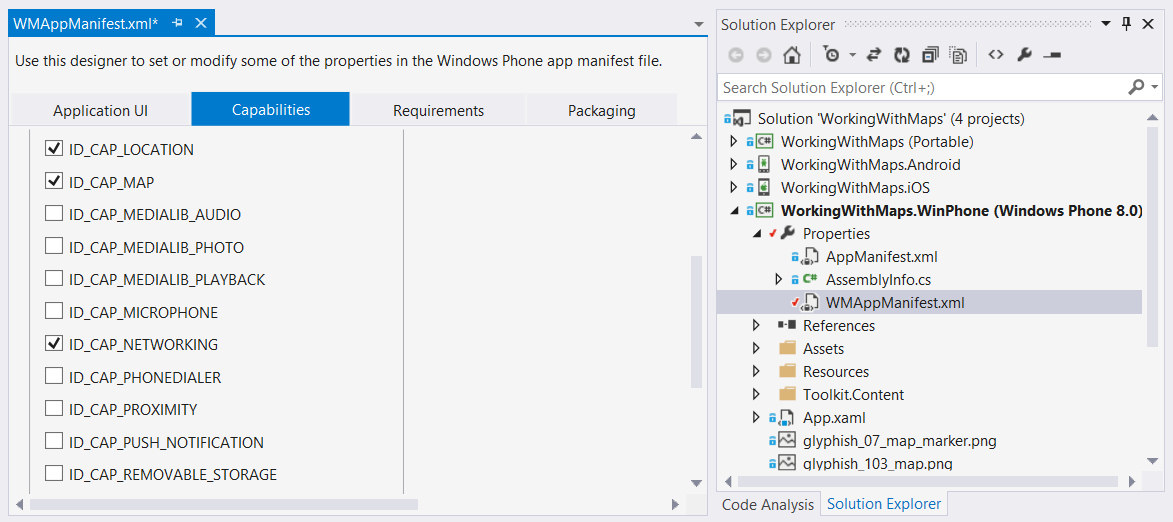 WMAppManifest.xml*
Use this designer to set or modify some of the properties in the Windows Phone app manifest file.
Application UI
Capabilities
Requirements
Packaging
ID_CAP_LOCATION
ID_CAP_MAP
ID_CAP_MEDIALIB_AUDIO
ID_CAP_MEDIALIB_PHOTO
ID_CAP_MEDIALIB_PLAYBACK
ID_CAP_MICROPHONE
ID_CAP_NETWORKING
ID_CAP_PHONEDIALER
ID_CAP_PROXIMITY
ID_CAP_PUSH_NOTIFICATION
ID_CAP_REMOVABLE_STORAGE
Solution Explorer
Search Solution Explorer (Ctrl+;)
Solution 'WorkingWithMaps' (4 projects)
C# WorkingWithMaps (Portable)
WorkingWithMaps.Android
WorkingWithMaps.iOS
C# WorkingWithMaps.WinPhone (Windows Phone 8.0)
Properties
AppManifest.xml
C# AssemblyInfo.cs
WMAppManifest.xml
References
Assets
Resources
Toolkit.Content
App.xaml
glyphish_07_map_marker.png
glyphish_103_map.png
Code Analysis
Solution Explorer